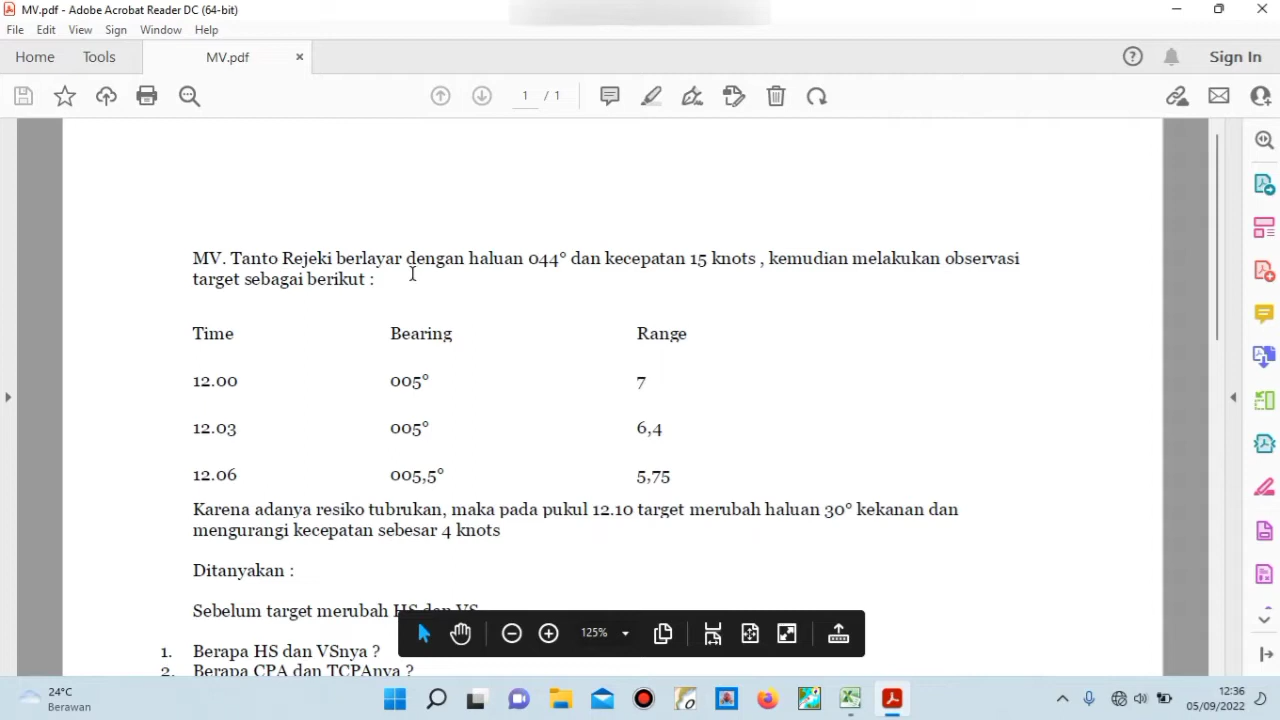 MV.pdf - Adobe Acrobat Reader DC (64-bit)
File Edit View Sign Window Help
Home Tools MV.pdf × Sign In
1 / 1
MV. Tanto Rejeki berlayar dengan haluan 044° dan kecepatan 15 knots , kemudian melakukan observasi
target sebagai berikut :
Time Bearing Range
12.00 005° 7
12.03 005° 6,4
12.06 005,5° 5,75
Karena adanya resiko tubrukan, maka pada pukul 12.10 target merubah haluan 30° kekanan dan
mengurangi kecepatan sebesar 4 knots
Ditanyakan :
Sebelum target merubah HS dan VS
1. Berapa HS dan VSnya ?
2. Berapa CPA dan TCPAnya ?
125%
24°C
Berawan
12:36
05/09/2022